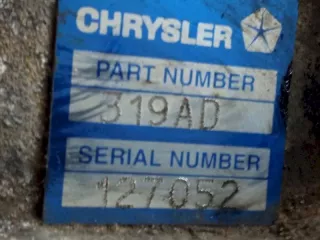 CHRYSLER
PART NUMBER
319AD
SERIAL NUMBER
127052